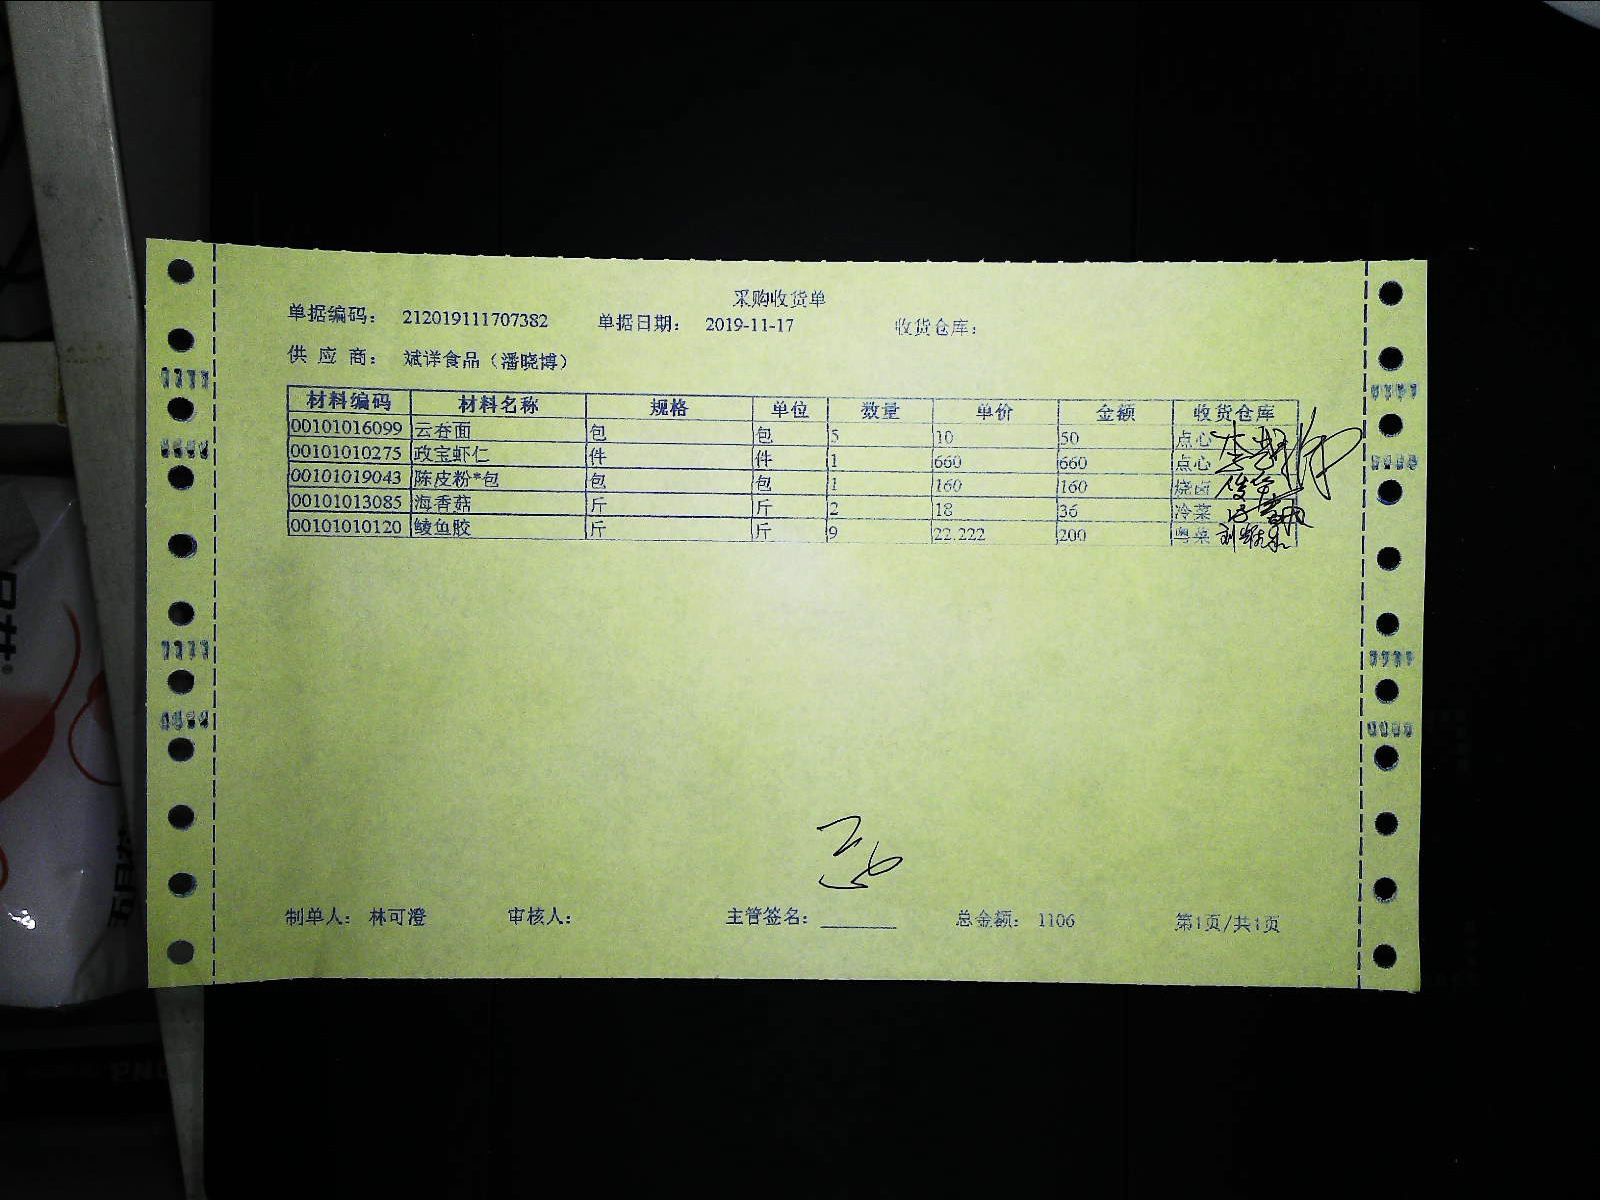 采购收货单
单据编码： 212019111707382 单据日期： 2019-11-17 收货仓库：
供 应 商： 斌洋食品（潘晓博）
材料编码 材料名称 规格 单位 数量 单价 金额 收货仓库
00101016099 云吞面 包 包 5 10 50 点心
00101010275 政宝虾仁 件 件 1 660 660 点心
00101019043 陈皮粉*包 包 包 1 160 160 烧卤
00101013085 海香菇 斤 斤 2 18 36 冷菜
00101010120 鲮鱼胶 斤 斤 9 22.222 200 粤菜
制单人： 林可澄 审核人： 主管签名： 总金额： 1106 第1页/共1页